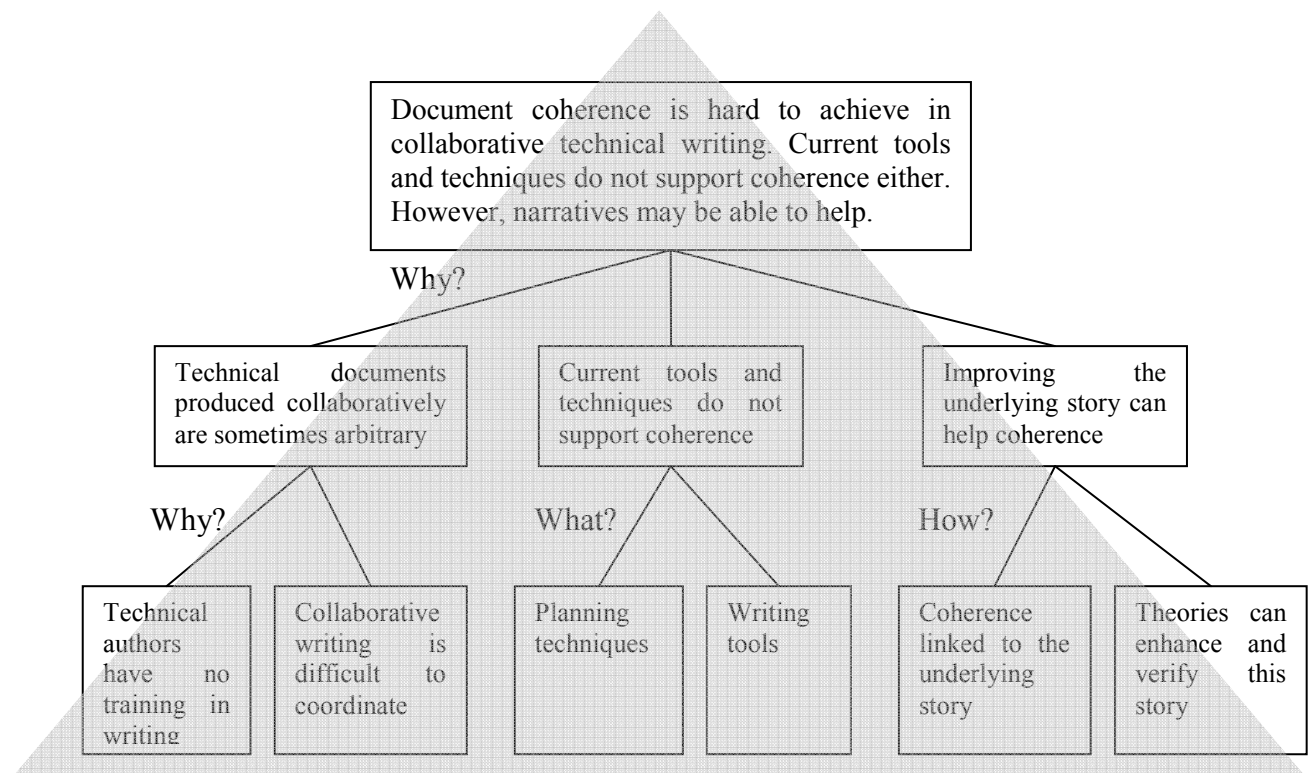 Document coherence is hard to achieve in
collaborative technical writing. Current tools
and techniques do not support coherence either.
However, narratives may be able to help.
Why?
Technical documents
produced collaboratively
are sometimes arbitrary
Current tools and
techniques do not
support coherence
Improving the
underlying story can
help coherence
Why?
What?
How?
Technical
authors
have no
training in
writing
Collaborative
writing is
difficult to
coordinate
Planning
techniques
Writing
tools
Coherence
linked to the
underlying
story
Theories can
enhance and
verify this
story